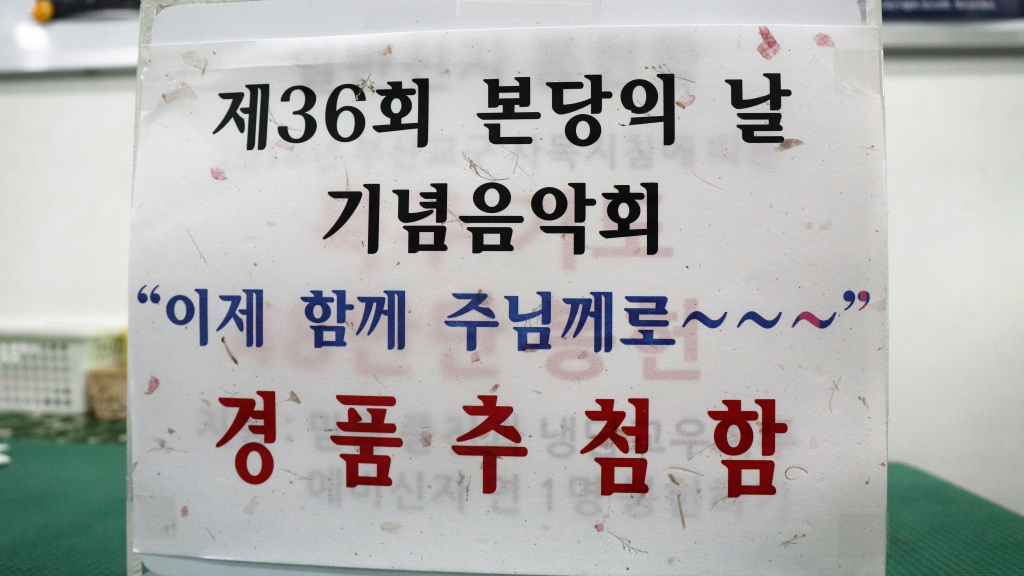 제36회 본당의 날
기념음악회
“이제 함께 주님께로~~~”
경품추첨함